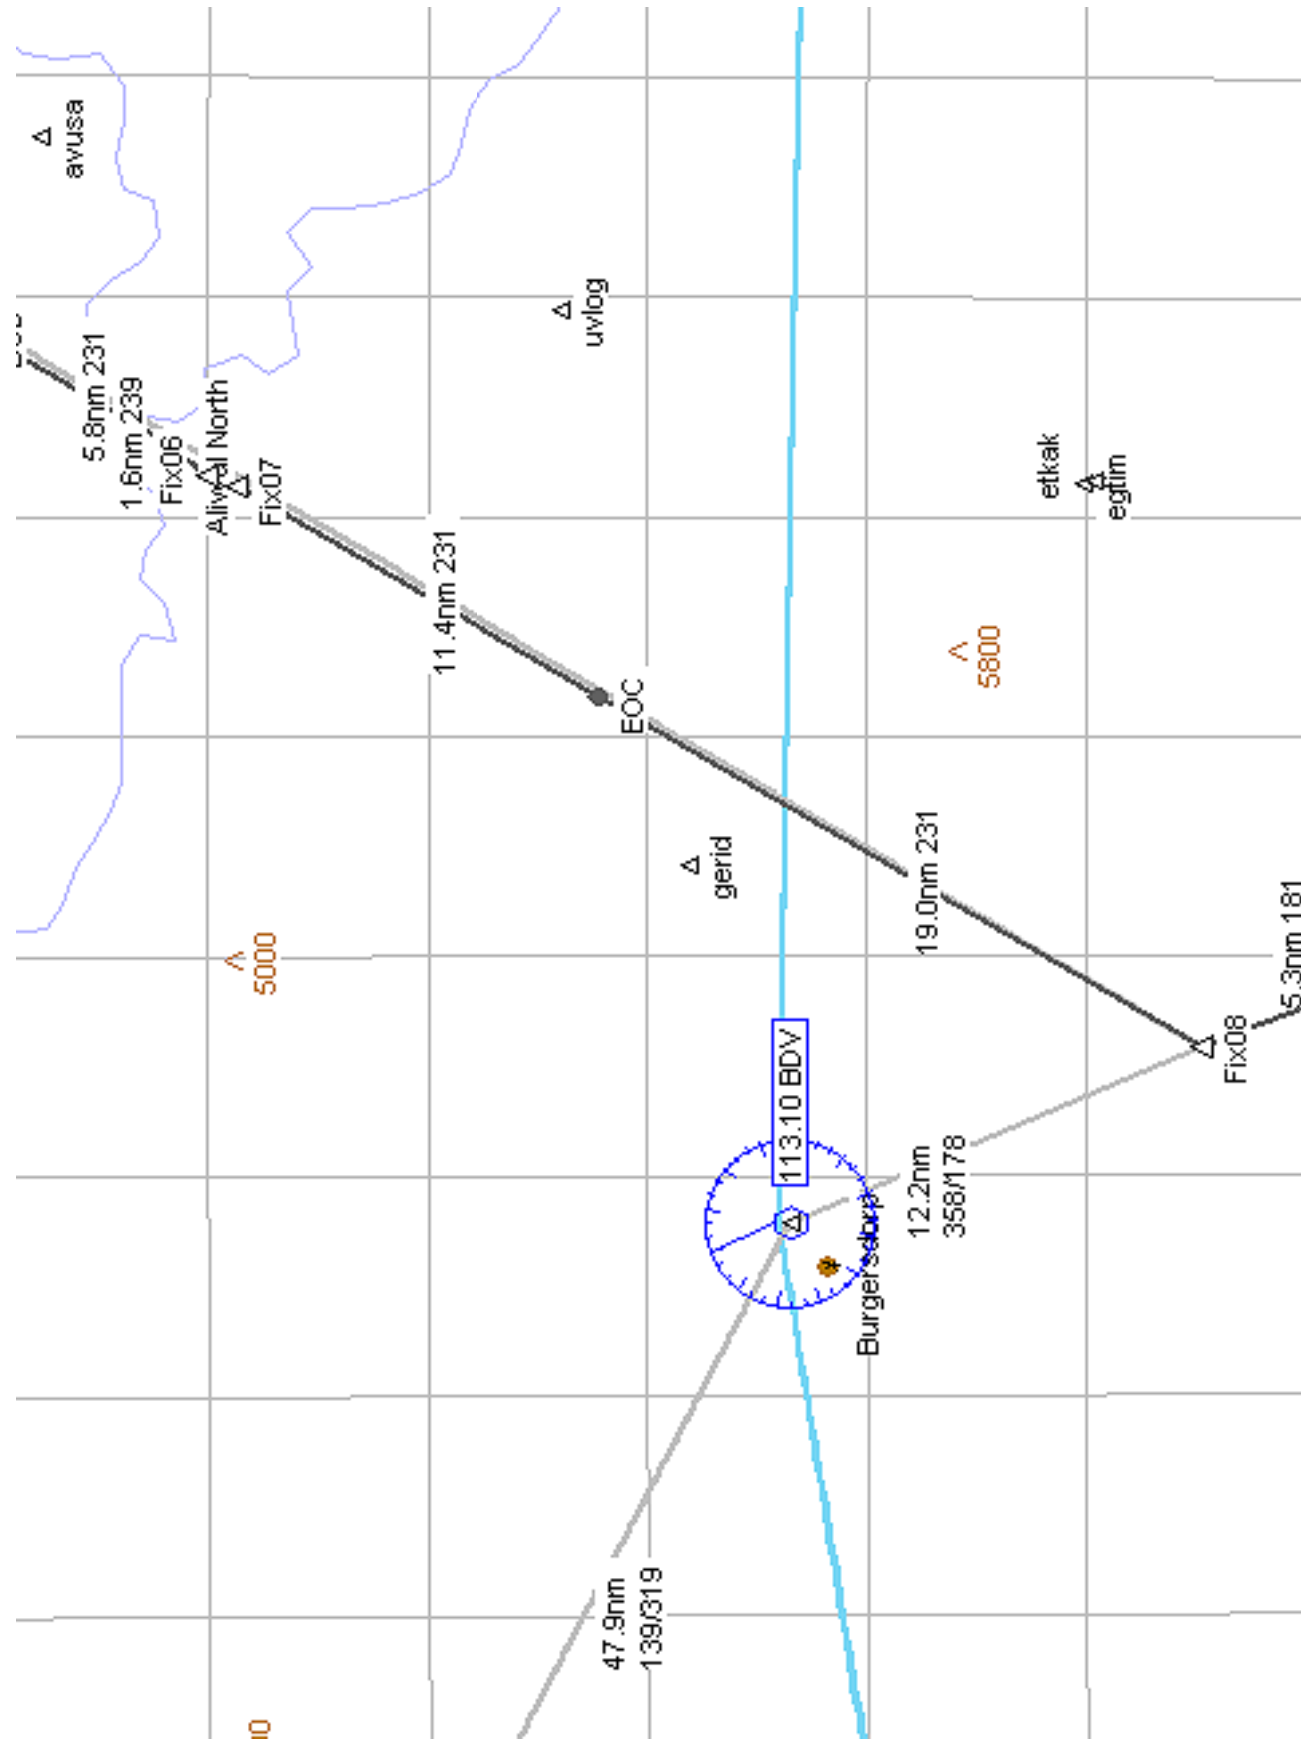 avusa
uvlog
5.8nm 231
1.6nm 239
Fix06
Aliwal North
Fix07
11.4nm 231
EOC
etkak
egtim
5800
gerid
19.0nm 231
5000
5.3nm 181
Fix08
113.10 BDV
12.2nm
358/178
Burgersdorp
47.9nm
139/319